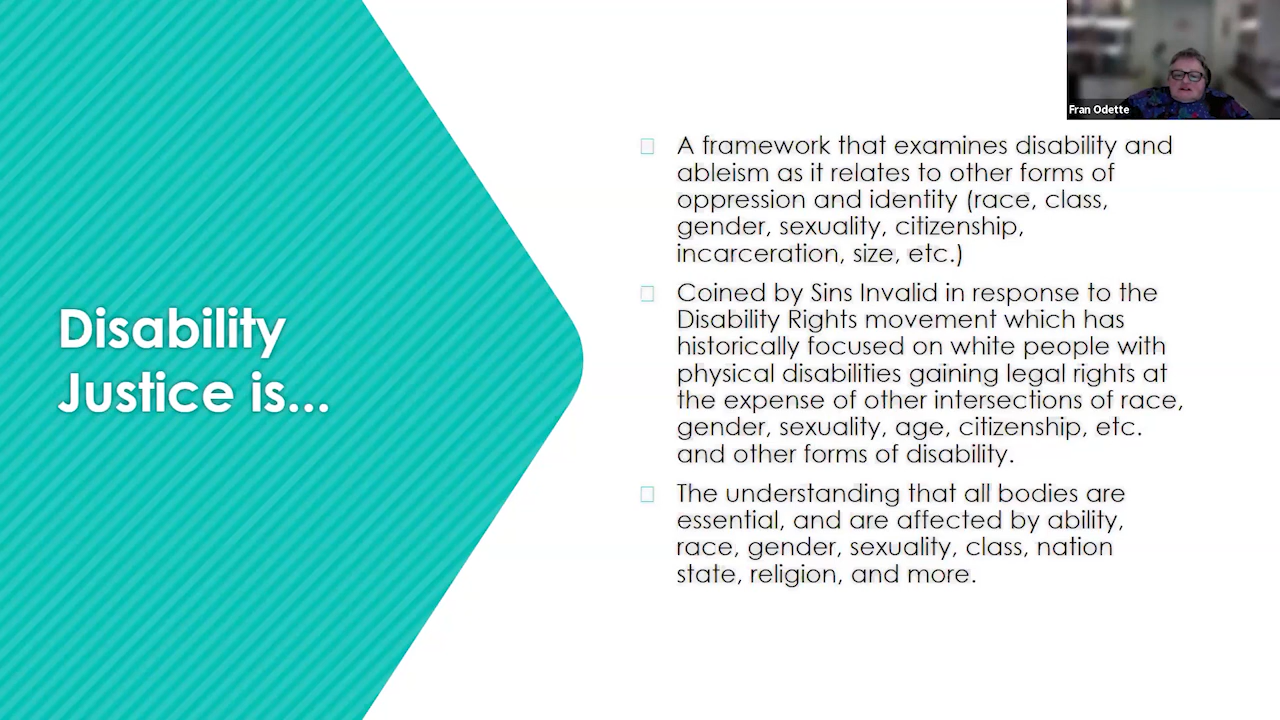 Fran Odette
Disability
Justice is...
A framework that examines disability and
ableism as it relates to other forms of
oppression and identity (race, class,
gender, sexuality, citizenship,
incarceration, size, etc.)
Coined by Sins Invalid in response to the
Disability Rights movement which has
historically focused on white people with
physical disabilities gaining legal rights at
the expense of other intersections of race,
gender, sexuality, age, citizenship, etc.
and other forms of disability.
The understanding that all bodies are
essential, and are affected by ability,
race, gender, sexuality, class, nation
state, religion, and more.